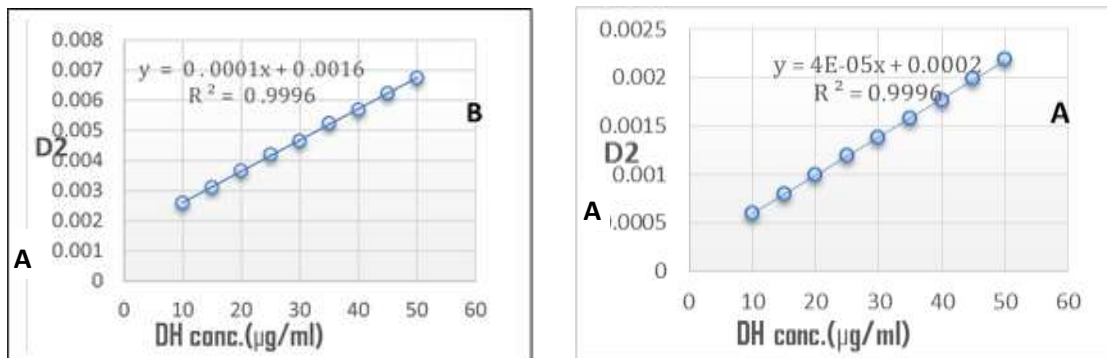 0.008
y = 0.0001x + 0.0016
0.007
R² = 0.9996
0.006
B
0.005
D2
0.004
0.003
0.002
A
0.001
0
0 10 20 30 40 50 60
DH conc.(µg/ml)
0.0025
y = 4E-05x + 0.0002
0.002
R² = 0.9996
A
0.0015
D2
0.001
A
.0005
0
0 10 20 30 40 50 60
DH conc.(µg/ml)